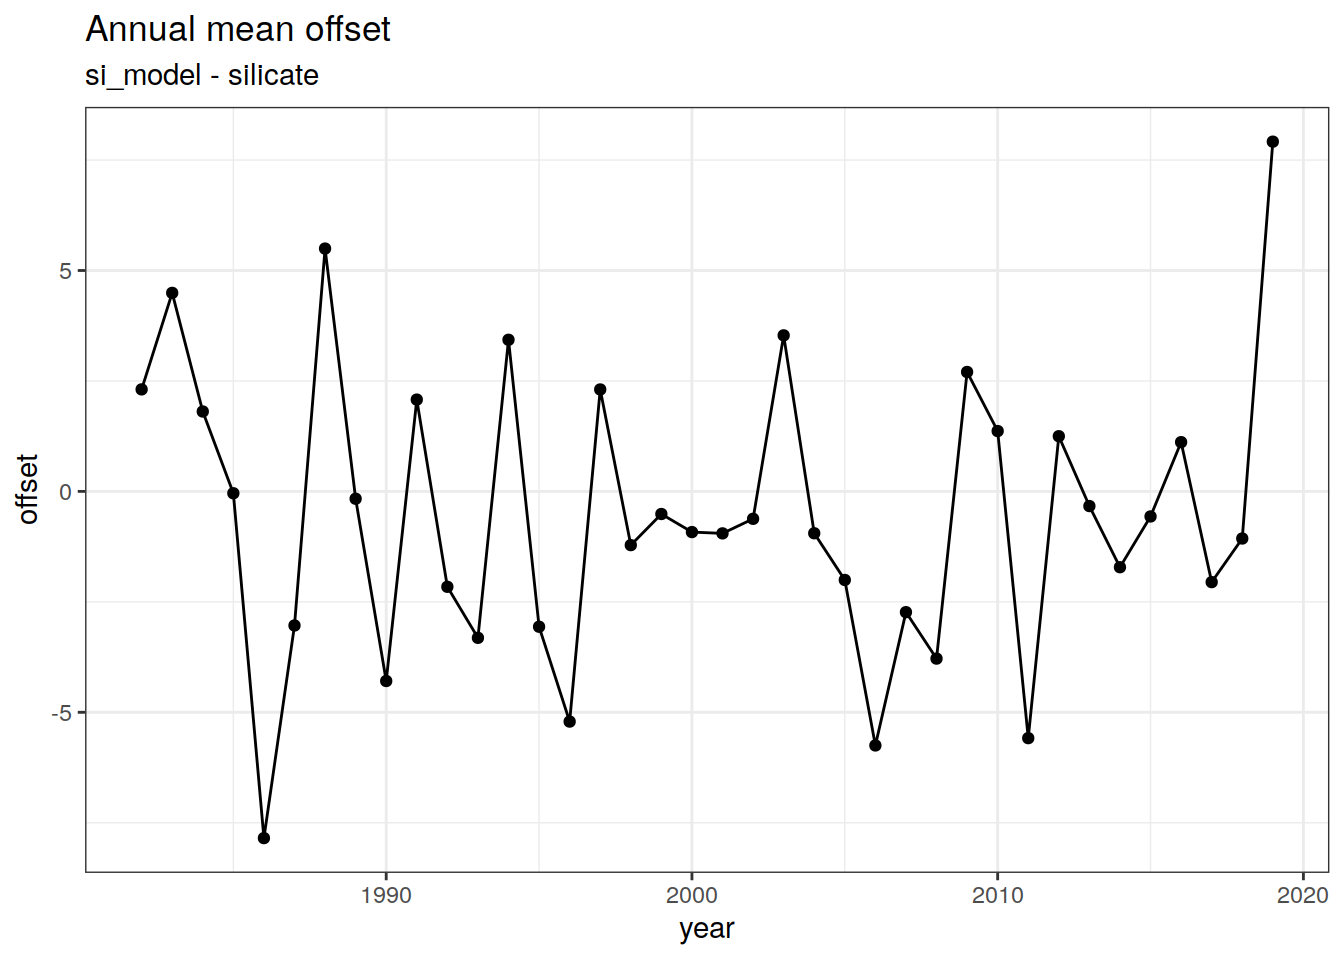 Annual mean offset
si_model - silicate
offset
5
0
-5
1990
2000
2010
2020
year